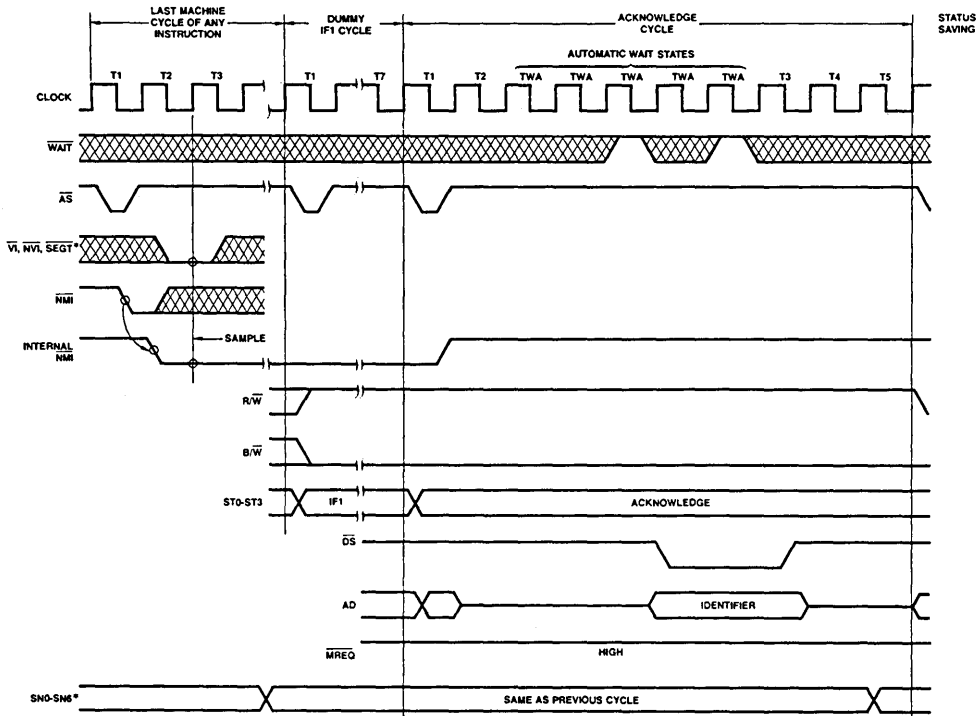 LAST MACHINE
CYCLE OF ANY
INSTRUCTION
DUMMY
IF1 CYCLE
ACKNOWLEDGE
CYCLE
STATUS
SAVING
AUTOMATIC WAIT STATES
T1 T2 T3 T1 T7 T1 T2 TWA TWA TWA TWA TWA T3 T4 T5
CLOCK
WAIT
AS
VI, NVI, SEGT*
NMI
INTERNAL
NMI
SAMPLE
R/W
B/W
ST0-ST3
IF1
ACKNOWLEDGE
DS
AD
IDENTIFIER
MREQ
HIGH
SN0-SN6*
SAME AS PREVIOUS CYCLE